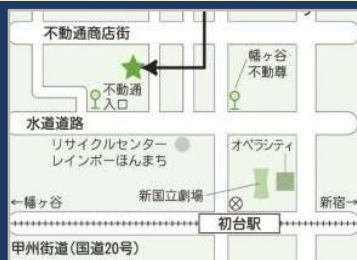 不動通商店街
幡ヶ谷
不動尊
不動通
入口
水道道路
リサイクルセンター
レインボーほんまち
オペラシティ
新国立劇場
←幡ヶ谷
新宿→
初台駅
甲州街道(国道20号)